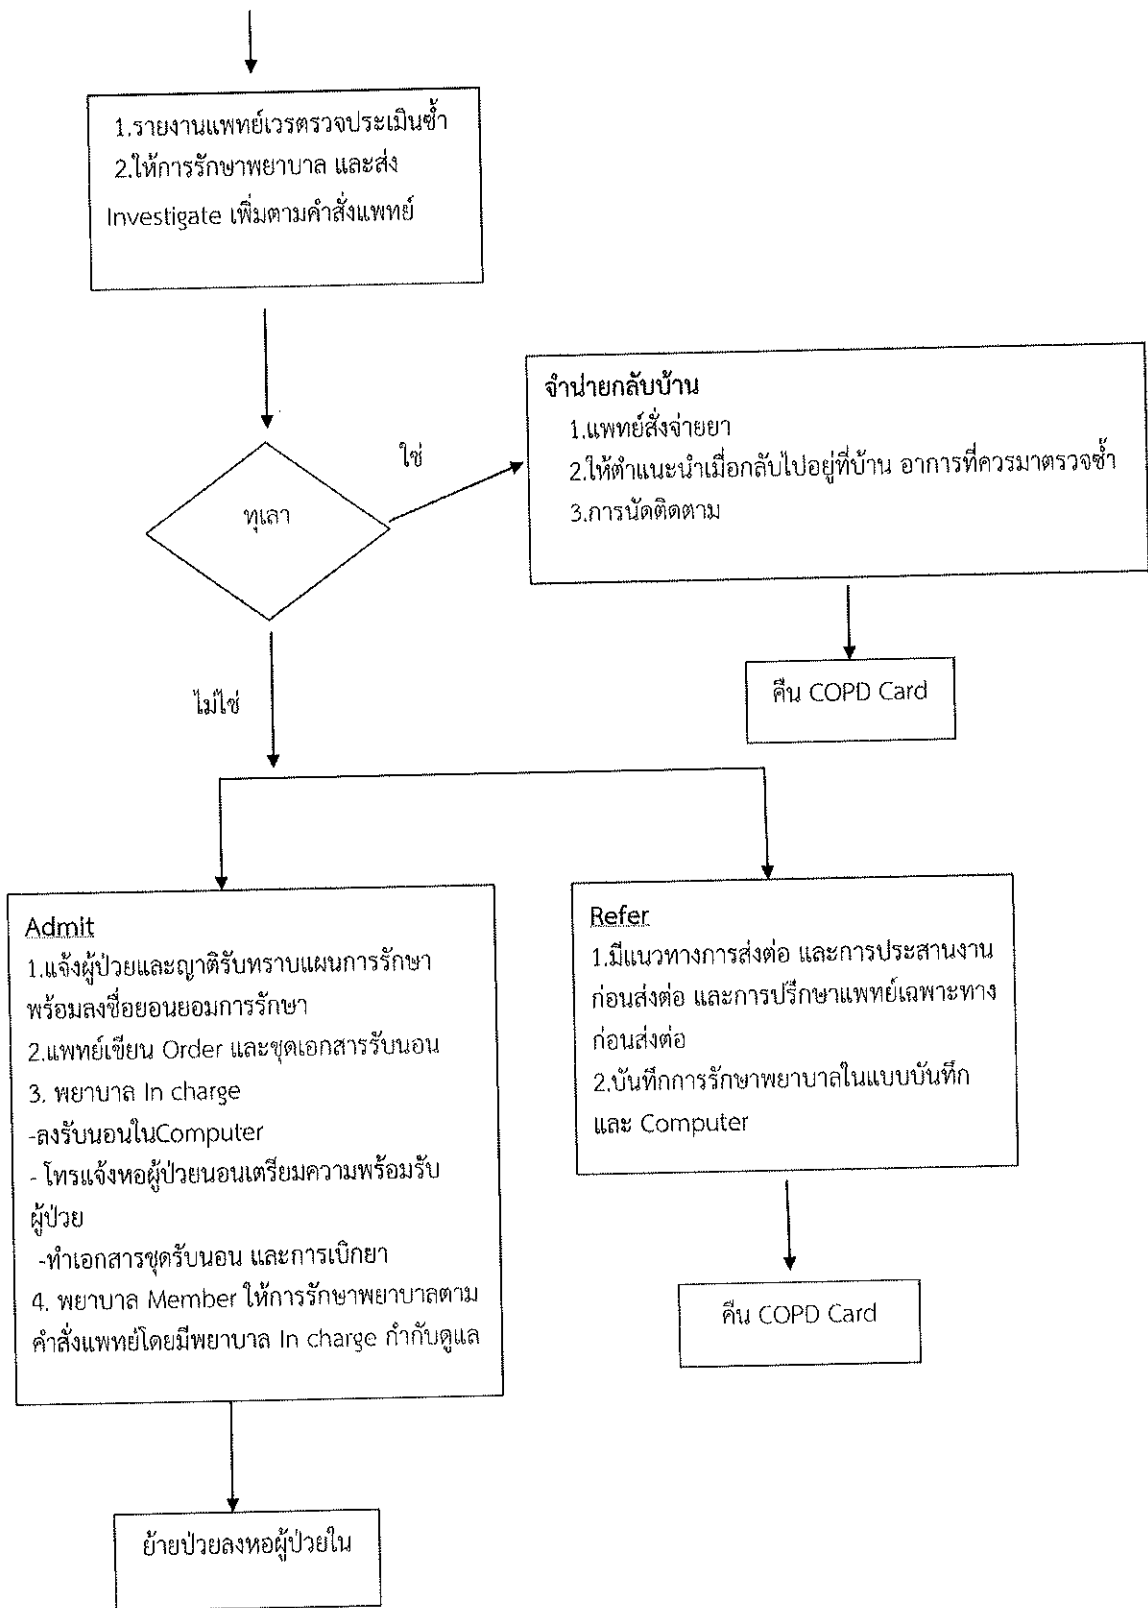 1.รายงานแพทย์เวรตรวจประเมินซ้ำ
2.ให้การรักษาพยาบาล และส่ง
Investigate เพิ่มตามคำสั่งแพทย์
จำน่ายกลับบ้าน
1.แพทย์สั่งจ่ายยา
2.ให้คำแนะนำเมื่อกลับไปอยู่ที่บ้าน อาการที่ควรมาตรวจซ้ำ
3.การนัดติดตาม
ใช่
ทุเลา
คืน COPD Card
ไม่ใช่
Admit
1.แจ้งผู้ป่วยและญาติรับทราบแผนการรักษา
พร้อมลงชื่อยอนยอมการรักษา
2.แพทย์เขียน Order และชุดเอกสารรับนอน
3. พยาบาล In charge
-ลงรับนอนในComputer
- โทรแจ้งหอผู้ป่วยนอนเตรียมความพร้อมรับ
ผู้ป่วย
-ทำเอกสารชุดรับนอน และการเบิกยา
4. พยาบาล Member ให้การรักษาพยาบาลตาม
คำสั่งแพทย์โดยมีพยาบาล In charge กำกับดูแล
Refer
1.มีแนวทางการส่งต่อ และการประสานงาน
ก่อนส่งต่อ และการปรึกษาแพทย์เฉพาะทาง
ก่อนส่งต่อ
2.บันทึกการรักษาพยาบาลในแบบบันทึก
และ Computer
คืน COPD Card
ย้ายป่วยลงหอผู้ป่วยใน